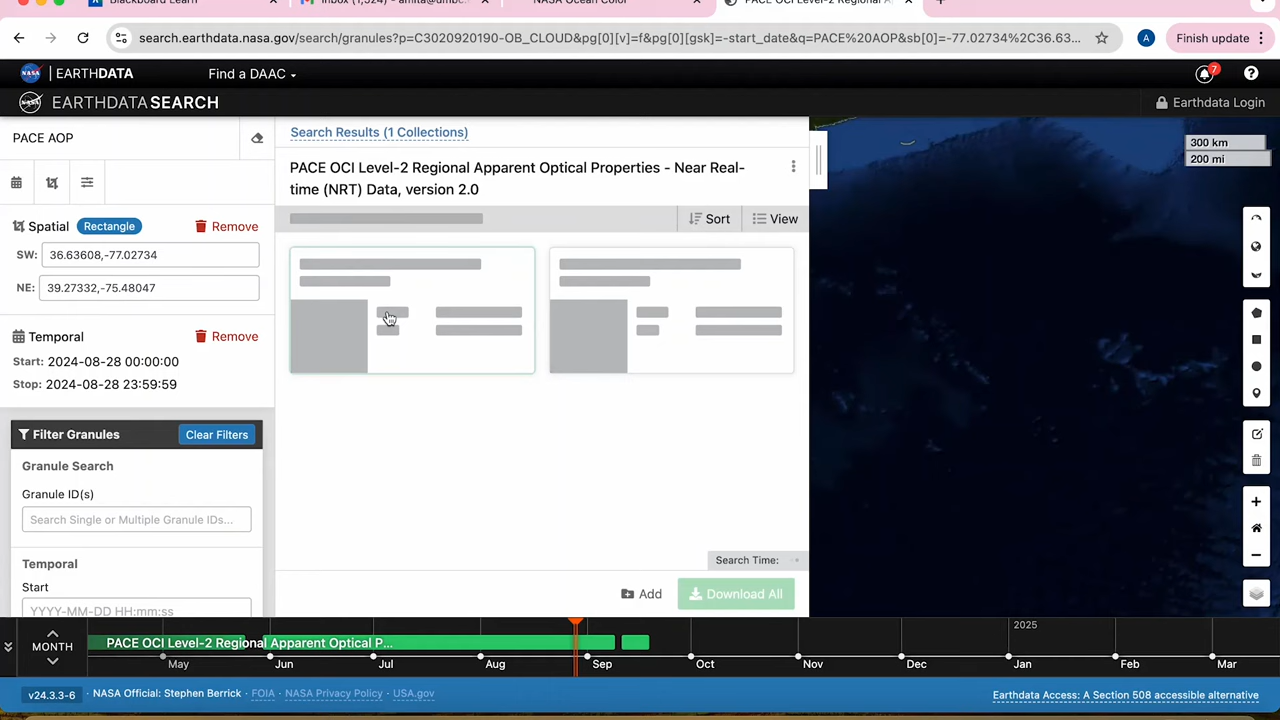 Blackboard Learn
Inbox (1,524) - amita@umbc.
NASA Ocean Color
PACE OCI Level-2 Regional A
search.earthdata.nasa.gov/search/granules?p=C3020920190-OB_CLOUD&pg[0][v]=f&pg[0][gsk]=-start_date&q=PACE%20AOP&sb[0]=-77.02734%2C36.63...
A
Finish update
NASA
EARTHDATA
Find a DAAC
7
EARTHDATA SEARCH
Earthdata Login
PACE AOP
Search Results (1 Collections)
PACE OCI Level-2 Regional Apparent Optical Properties - Near Real-
time (NRT) Data, version 2.0
Sort
View
Spatial
Rectangle
Remove
SW:
36.63608,-77.02734
NE:
39.27332,-75.48047
Temporal
Remove
Start: 2024-08-28 00:00:00
Stop: 2024-08-28 23:59:59
Filter Granules
Clear Filters
Granule Search
Granule ID(s)
Search Single or Multiple Granule IDs...
Temporal
Start
YYYY-MM-DD HH:mm:ss
Search Time:
Add
Download All
300 km
200 mi
MONTH
PACE OCI Level-2 Regional Apparent Optical P...
2025
May
Jun
Jul
Aug
Sep
Oct
Nov
Dec
Jan
Feb
Mar
v24.3.3-6
NASA Official: Stephen Berrick
FOIA
NASA Privacy Policy
USA.gov
Earthdata Access: A Section 508 accessible alternative